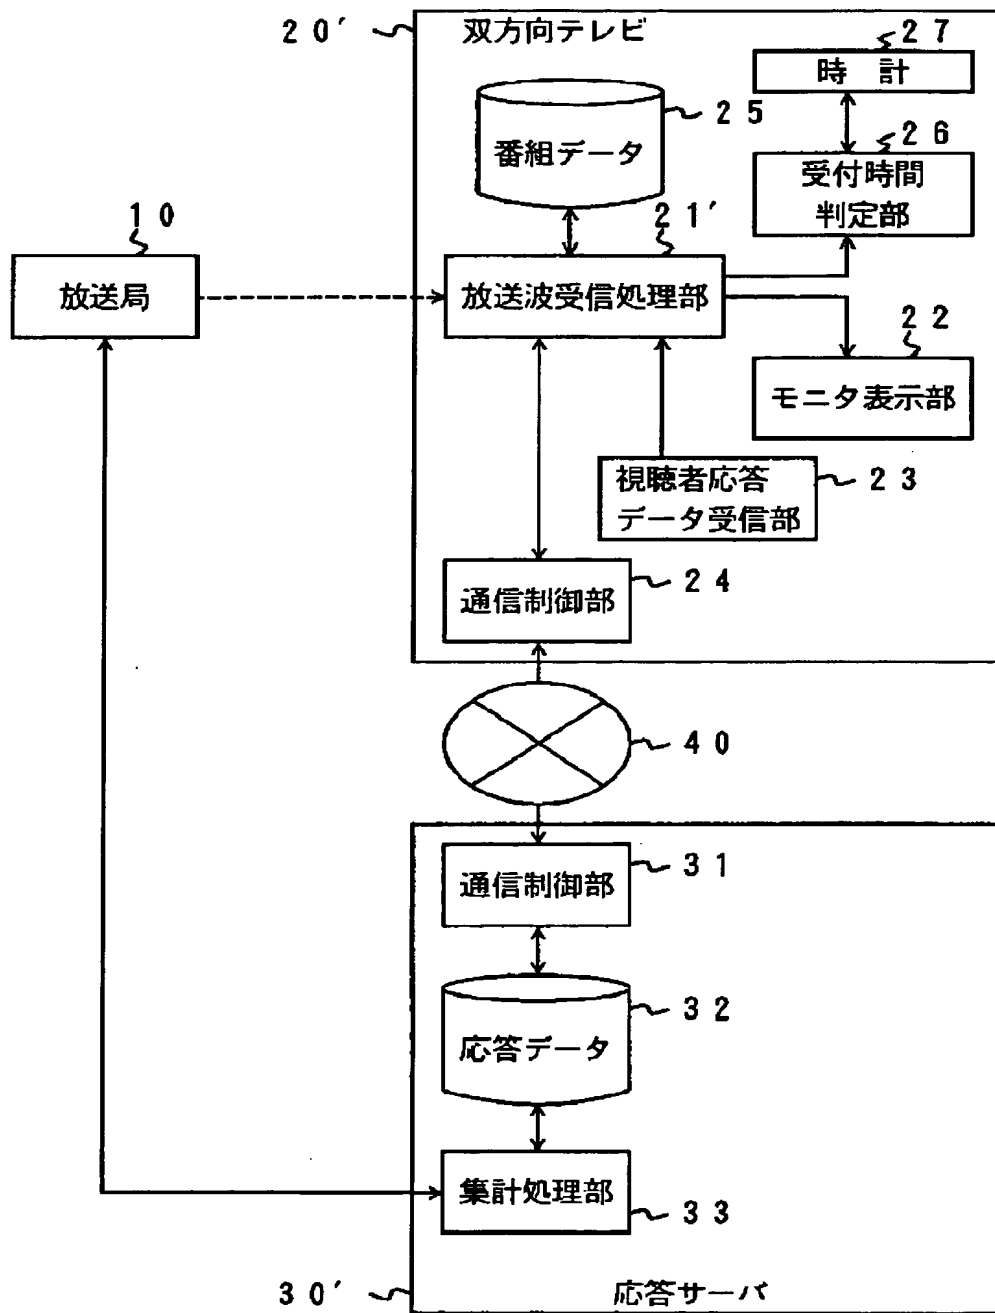 20′
双方向テレビ
27
時 計
25
番組データ
26
受付時間
判定部
10
放送局
21′
放送波受信処理部
22
モニタ表示部
視聴者応答
データ受信部
23
24
通信制御部
40
通信制御部
31
応答データ
32
集計処理部
33
30′
応答サーバ